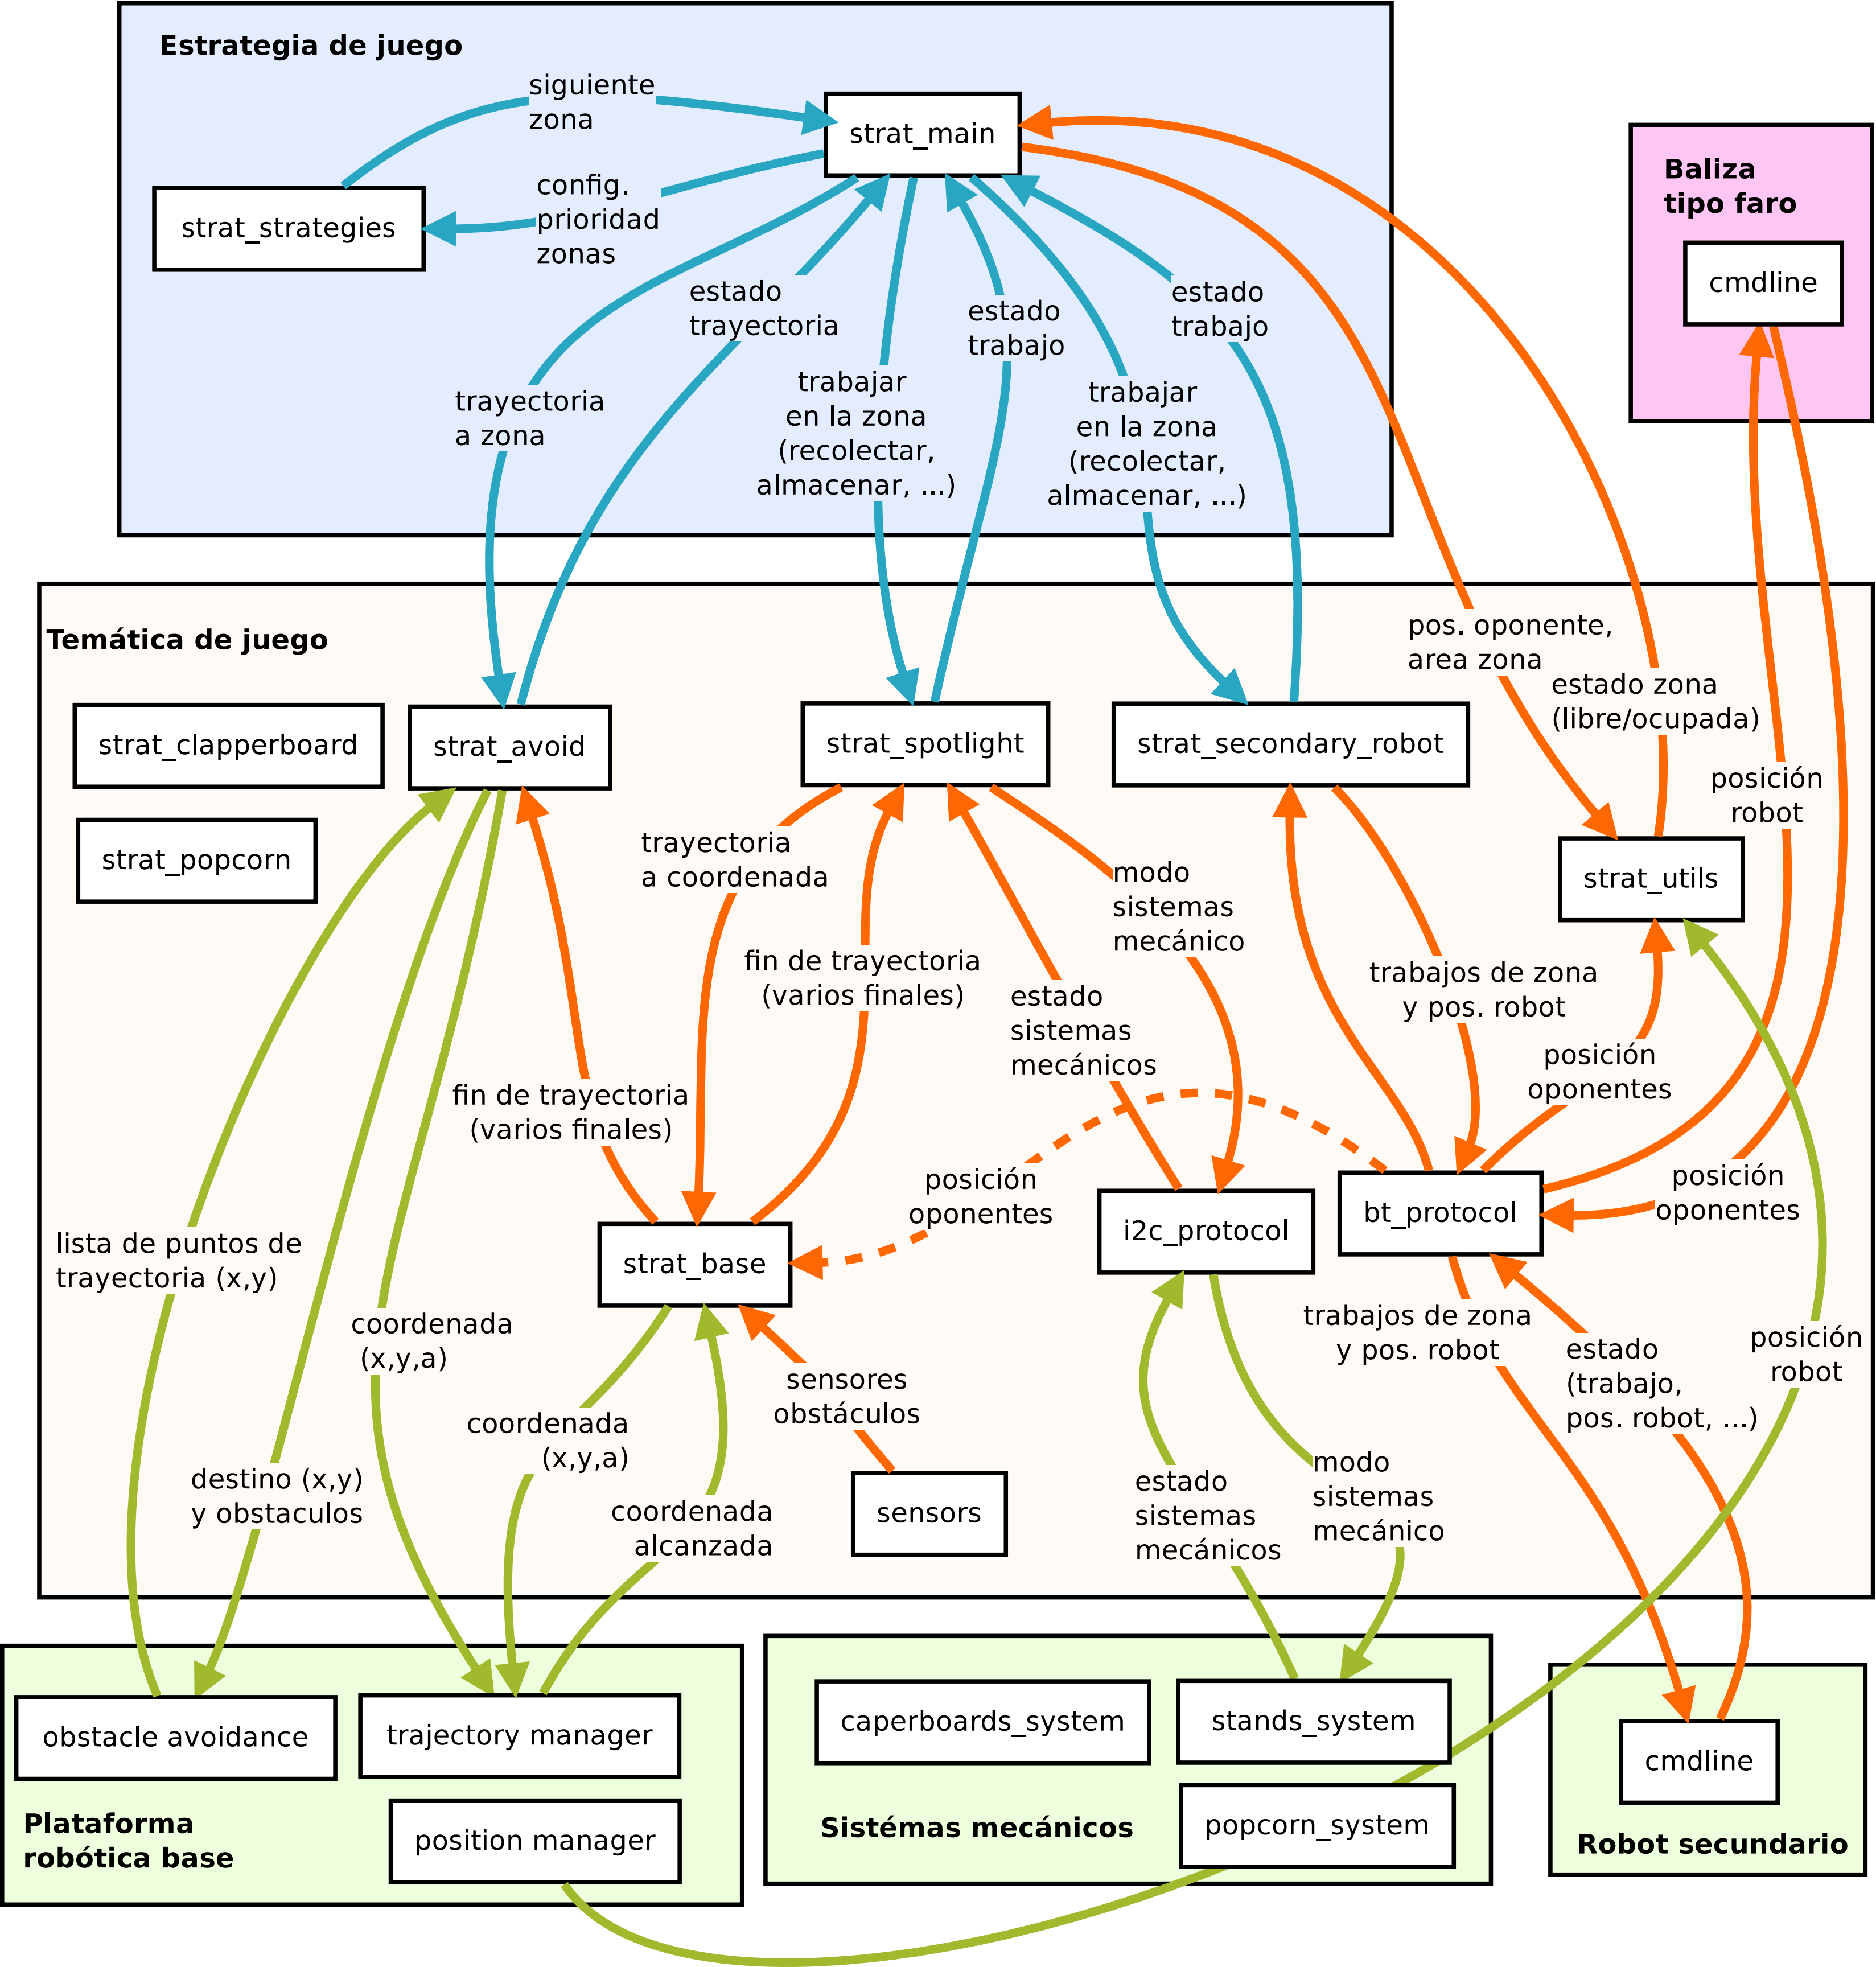 Estrategia de juego
siguiente
zona
strat_main
config.
prioridad
zonas
strat_strategies
estado
trayectoria
estado
trabajo
estado
trabajo
trayectoria
a zona
trabajar
en la zona
(recolectar,
almacenar, ...)
trabajar
en la zona
(recolectar,
almacenar, ...)
Baliza
tipo faro
cmdline
Temática de juego
pos. oponente,
area zona
estado zona
(libre/ocupada)
posición
robot
strat_clapperboard
strat_avoid
strat_spotlight
strat_secondary_robot
strat_popcorn
strat_utils
trayectoria
a coordenada
modo
sistemas
mecánico
fin de trayectoria
(varios finales)
estado
sistemas
mecánicos
trabajos de zona
y pos. robot
posición
oponentes
fin de trayectoria
(varios finales)
posición
oponentes
posición
oponentes
strat_base
i2c_protocol
bt_protocol
lista de puntos de
trayectoria (x,y)
coordenada
(x,y,a)
sensores
obstáculos
trabajos de zona
y pos. robot
estado
(trabajo,
pos. robot, ...)
posición
robot
destino (x,y)
y obstaculos
coordenada
(x,y,a)
coordenada
alcanzada
sensors
estado
sistemas
mecánicos
modo
sistemas
mecánico
obstacle avoidance
trajectory manager
position manager
Plataforma
robótica base
caperboards_system
stands_system
popcorn_system
Sistémas mecánicos
cmdline
Robot secundario